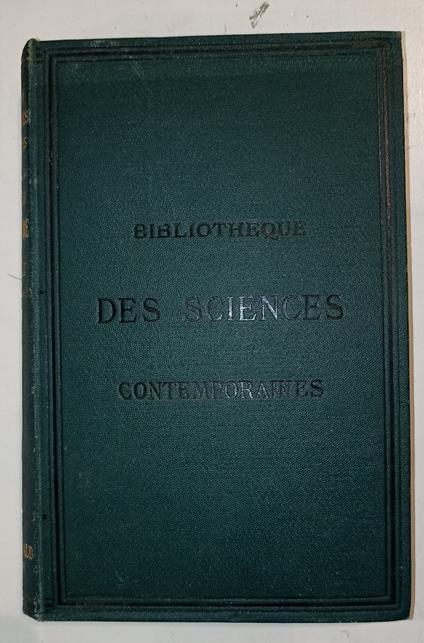 BIBLIOTHEQUE
DES SCIENCES
CONTEMPORAINES